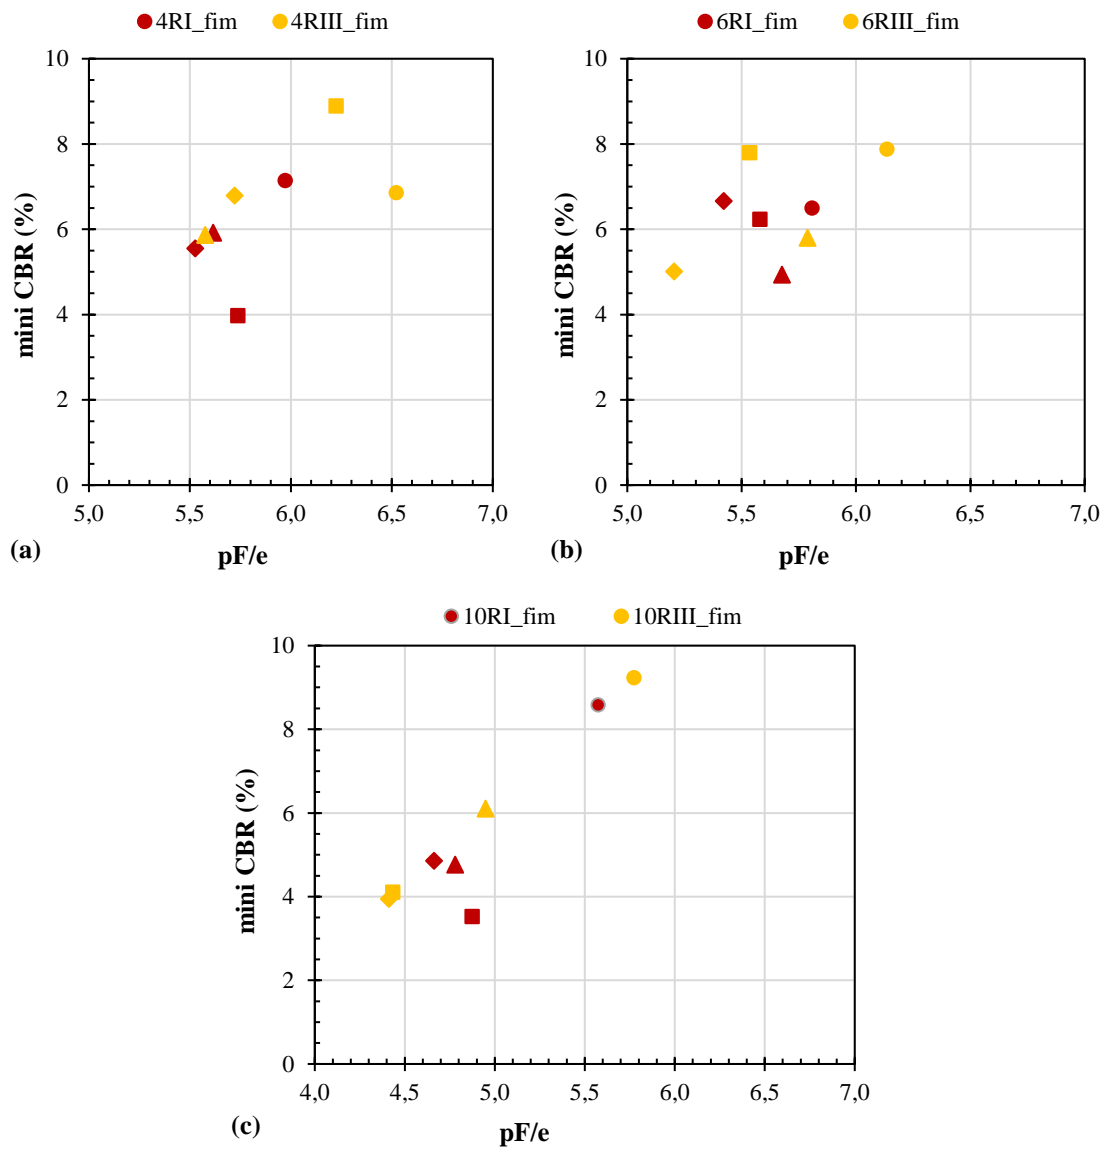 4RI_fim 4RIII_fim
10
8
6
4
2
0
mini CBR (%)
5,0 5,5 6,0 6,5 7,0
(a)
pF/e
6RI_fim 6RIII_fim
10
8
6
4
2
0
mini CBR (%)
5,0 5,5 6,0 6,5 7,0
(b)
pF/e
10RI_fim 10RIII_fim
10
8
6
4
2
0
mini CBR (%)
4,0 4,5 5,0 5,5 6,0 6,5 7,0
(c)
pF/e